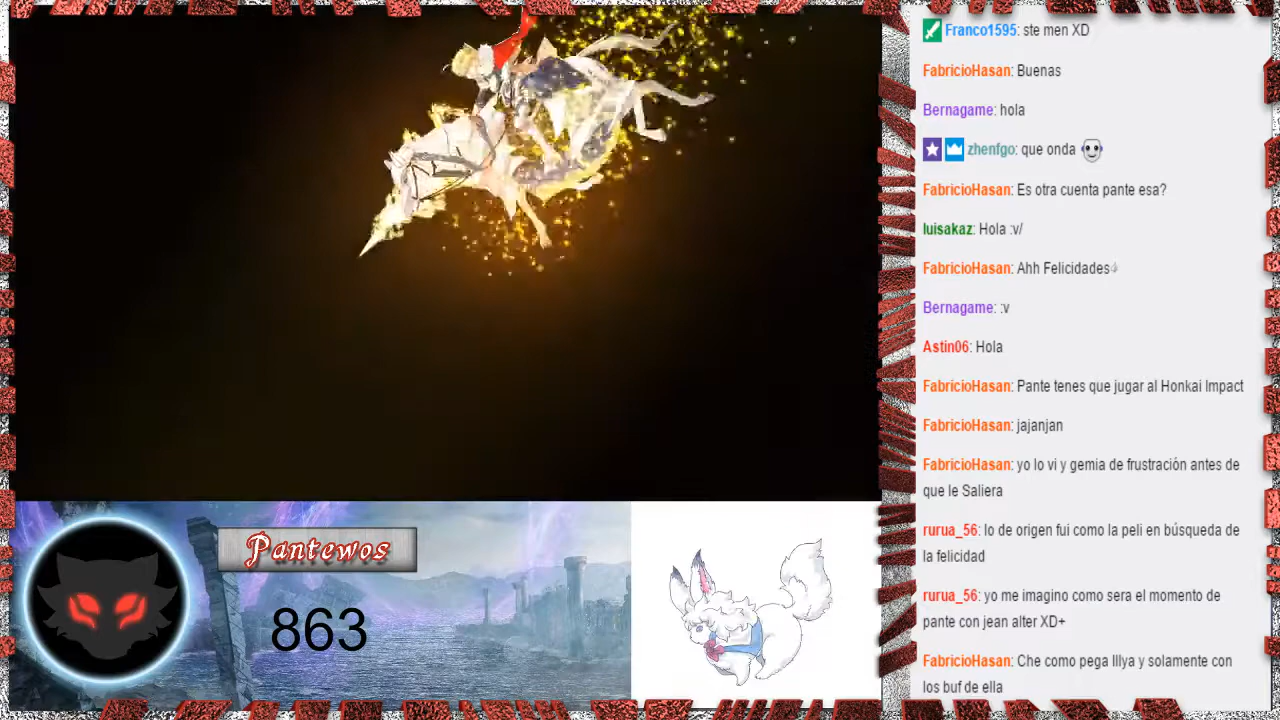 Franco1595: ste men XD
FabricioHasan: Buenas
Bernagame: hola
zhenfgo: que onda
FabricioHasan: Es otra cuenta pante esa?
luisakaz: Hola :v/
FabricioHasan: Ahh Felicidades
Bernagame: :v
Astin06: Hola
FabricioHasan: Pante tenes que jugar al Honkai Impact
FabricioHasan: jajanjan
FabricioHasan: yo lo vi y gemia de frustración antes de
que le Saliera
rurua_56: lo de origen fui como la peli en búsqueda de
la felicidad
rurua_56: yo me imagino como sera el momento de
pante con jean alter XD+
FabricioHasan: Che como pega Illya y solamente con
los buf de ella
Pantewos
863